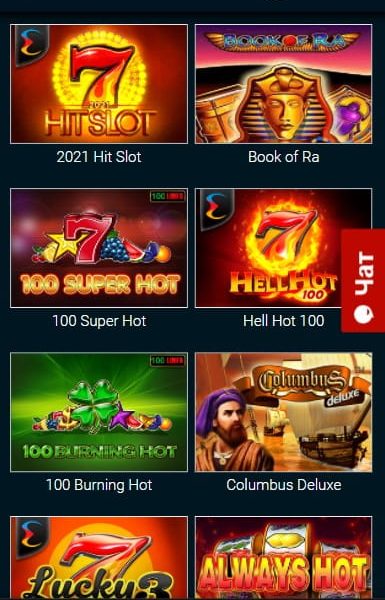 2021
HITSLOT
2021 Hit Slot
BOOK OF RA
Book of Ra
100 LINES
100 SUPER HOT
100 Super Hot
HELL HOT
100
Hell Hot 100
Чат
100 LINES
100 BURNING HOT
100 Burning Hot
Columbus
deluxe
Columbus Deluxe
Lucky 3
ALWAYS HOT